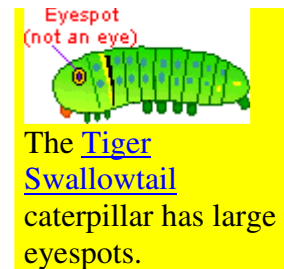 Eyespot
(not an eye)
The Tiger
Swallowtail
caterpillar has large
eyespots.